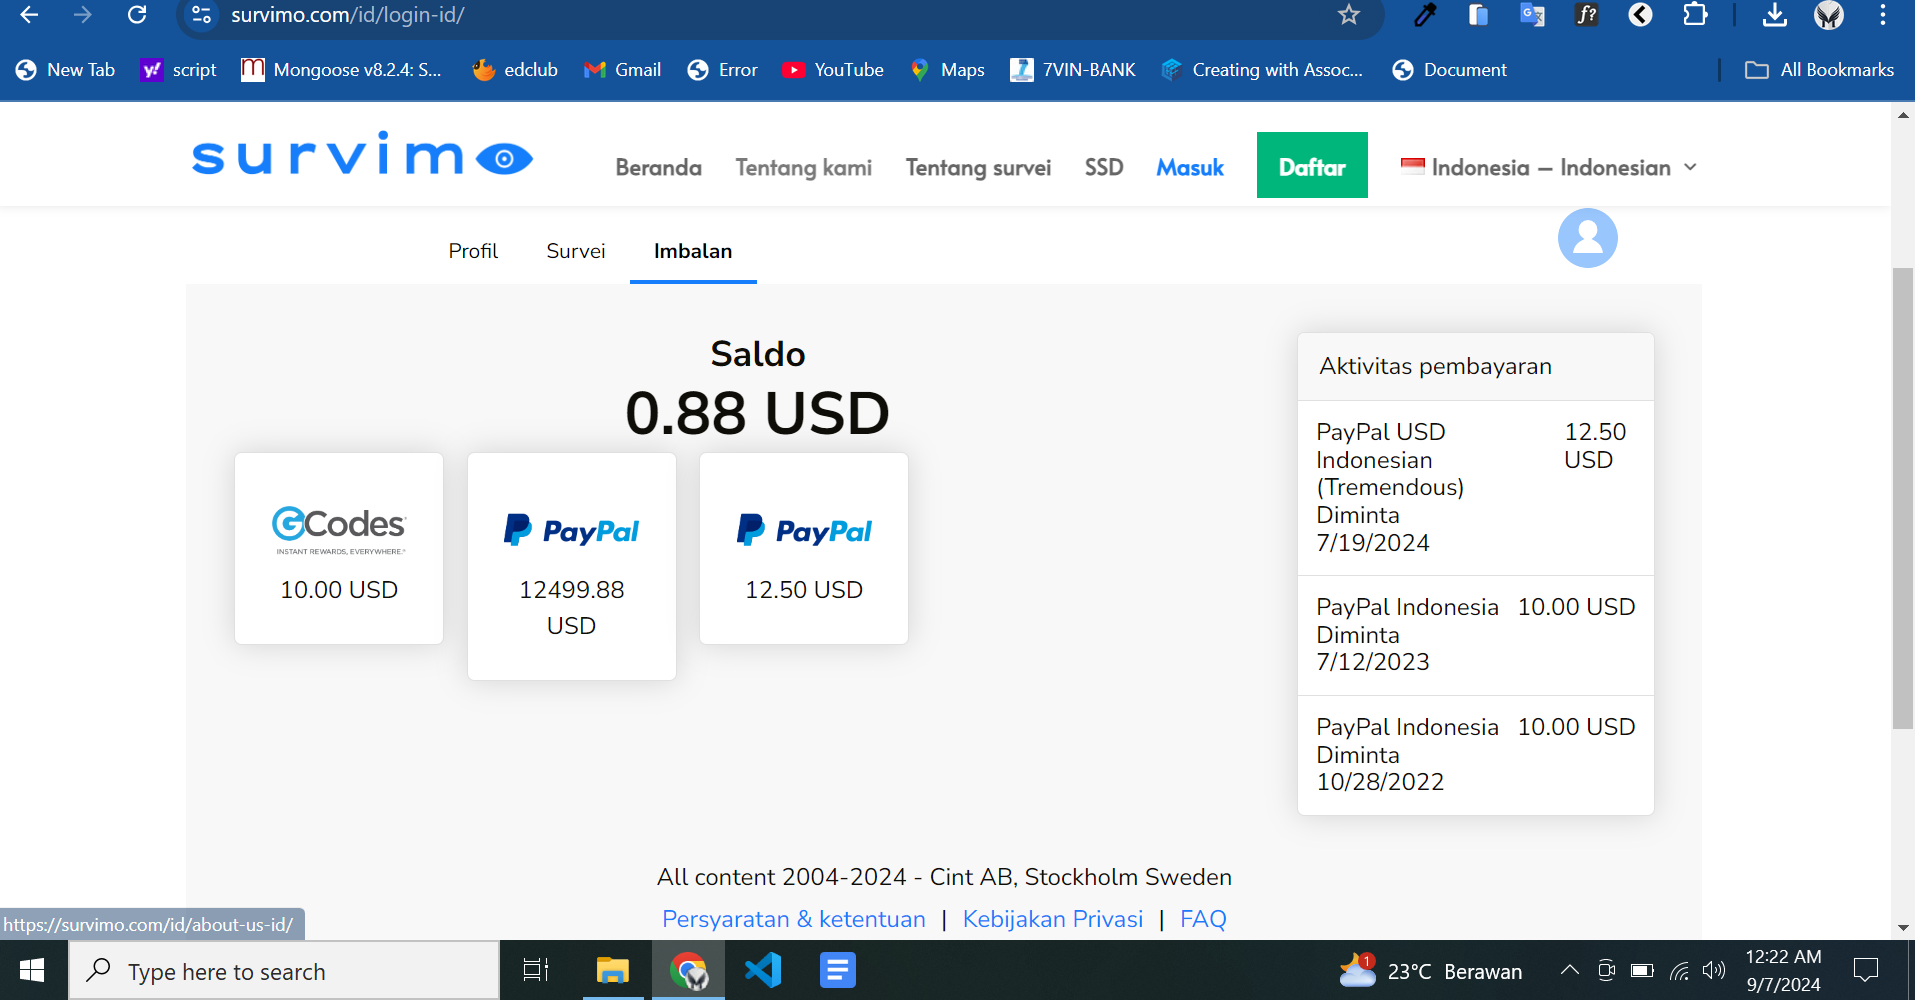 survimo.com/id/login-id/
New Tab
script
Mongoose v8.2.4: S...
edclub
Gmail
Error
YouTube
Maps
7VIN-BANK
Creating with Assoc...
Document
All Bookmarks
survimo
Beranda
Tentang kami
Tentang survei
SSD
Masuk
Daftar
Indonesia – Indonesian
Profil
Survei
Imbalan
Saldo
0.88 USD
GCodes
INSTANT REWARDS, EVERYWHERE.
10.00 USD
PayPal
12499.88
USD
PayPal
12.50 USD
Aktivitas pembayaran
PayPal USD 12.50
Indonesian USD
(Tremendous)
Diminta
7/19/2024
PayPal Indonesia 10.00 USD
Diminta
7/12/2023
PayPal Indonesia 10.00 USD
Diminta
10/28/2022
All content 2004-2024 - Cint AB, Stockholm Sweden
Persyaratan & ketentuan | Kebijakan Privasi | FAQ
https://survimo.com/id/about-us-id/
Type here to search
1
23°C Berawan
12:22 AM
9/7/2024